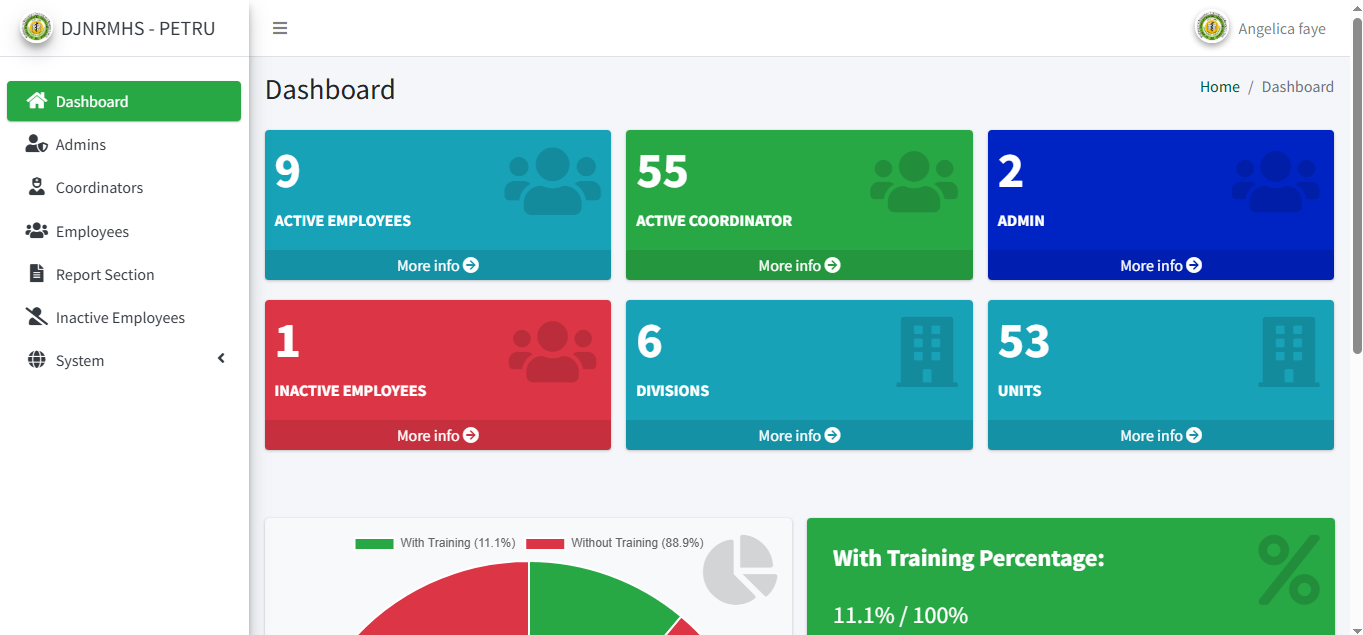 DJNRMHS - PETRU
Angelica faye
Dashboard
Admins
Coordinators
Employees
Report Section
Inactive Employees
System
Dashboard
Home / Dashboard
9
ACTIVE EMPLOYEES
More info
55
ACTIVE COORDINATOR
More info
2
ADMIN
More info
1
INACTIVE EMPLOYEES
More info
6
DIVISIONS
More info
53
UNITS
More info
With Training (11.1%)
Without Training (88.9%)
With Training Percentage:
11.1% / 100%